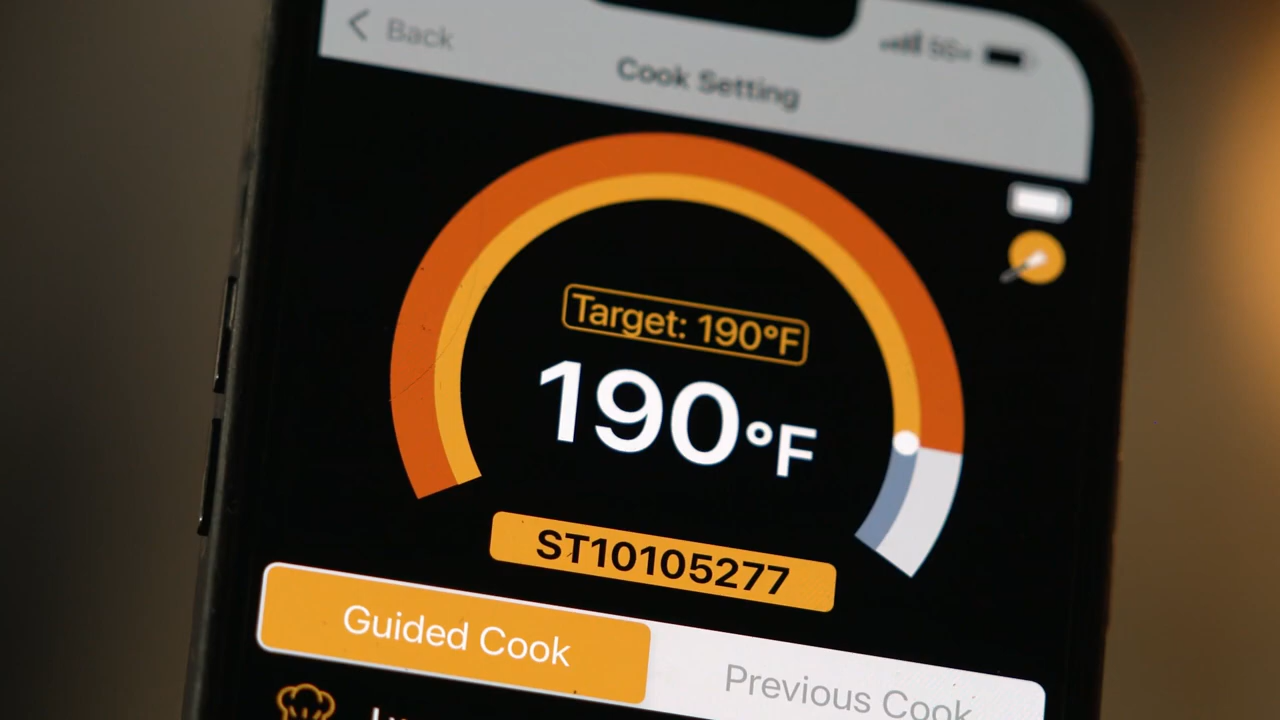 Back
Cook Setting
Target: 190°F
190°F
ST10105277
Guided Cook
Previous Cook